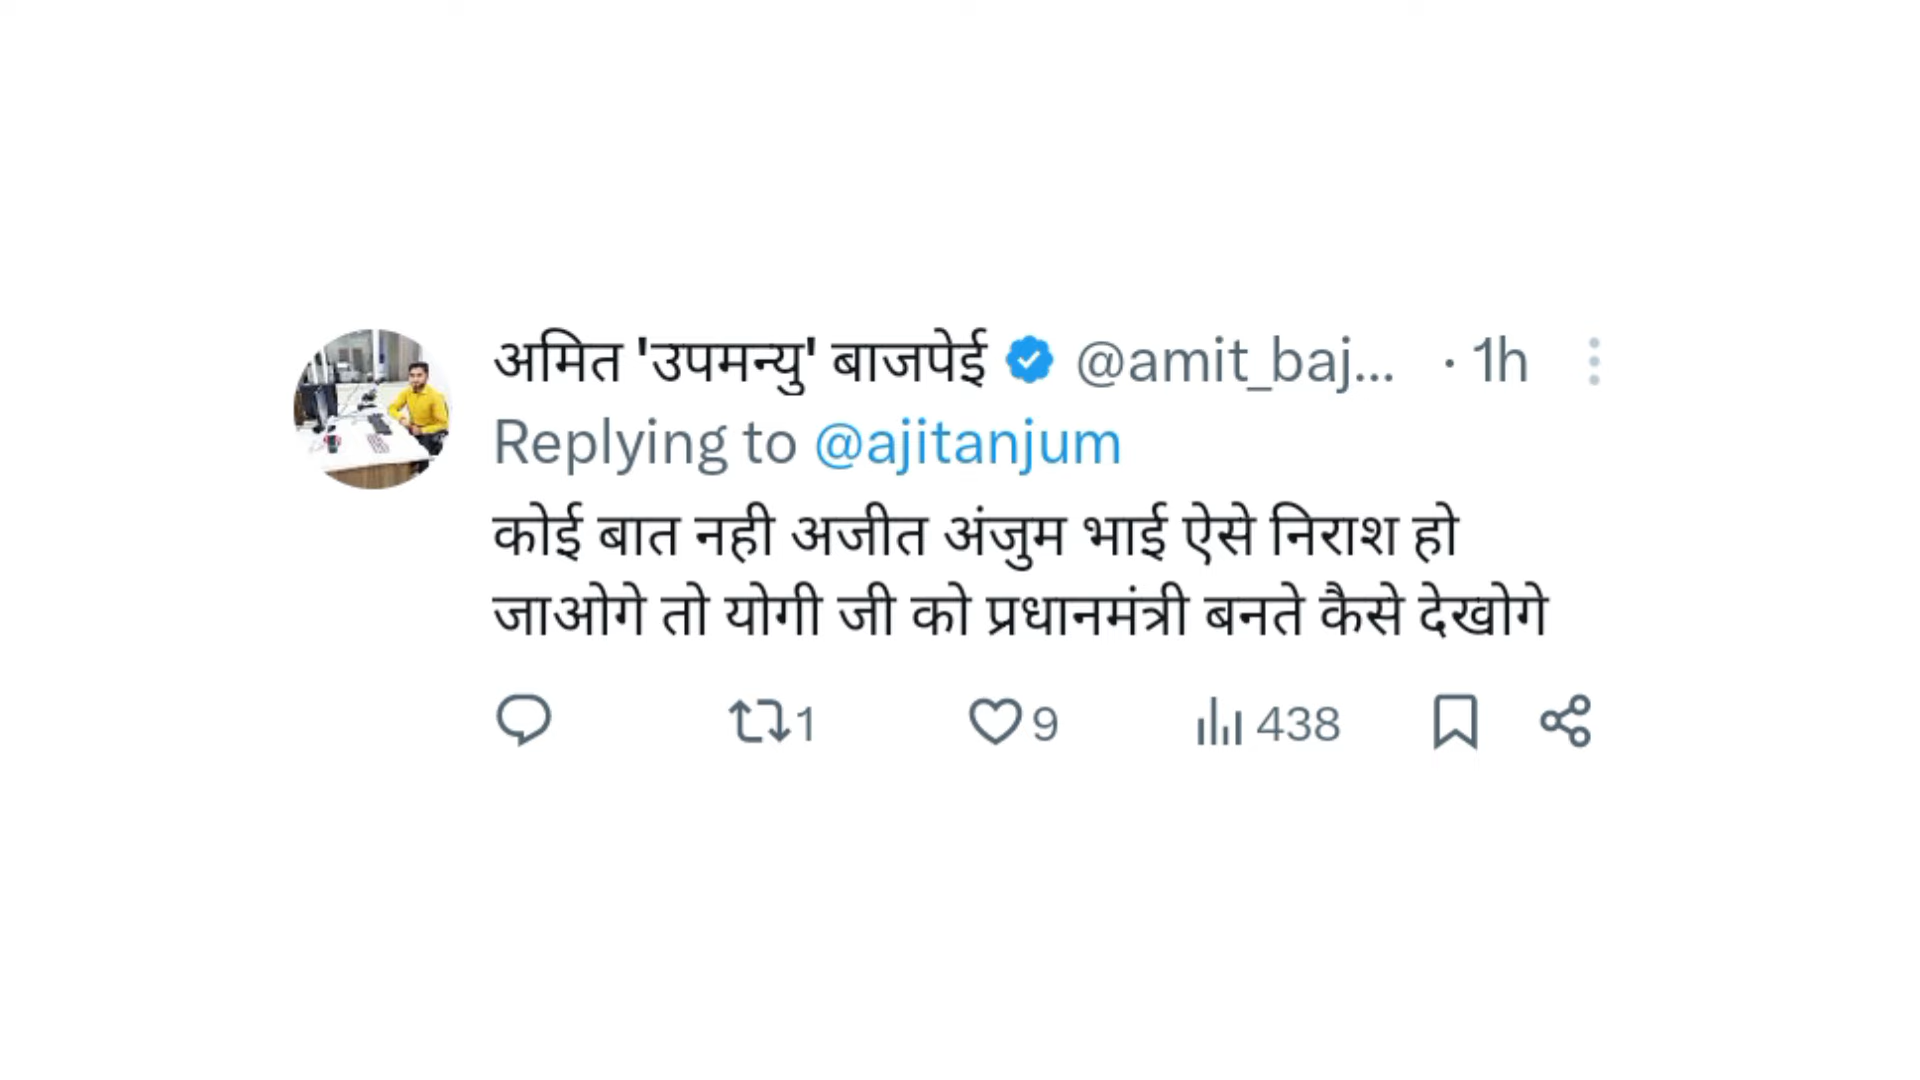 अमित 'उपमन्यु' बाजपेई @amit_baj... · 1h
Replying to @ajitanjum
कोई बात नही अजीत अंजुम भाई ऐसे निराश हो
जाओगे तो योगी जी को प्रधानमंत्री बनते कैसे देखोगे
1 9 438